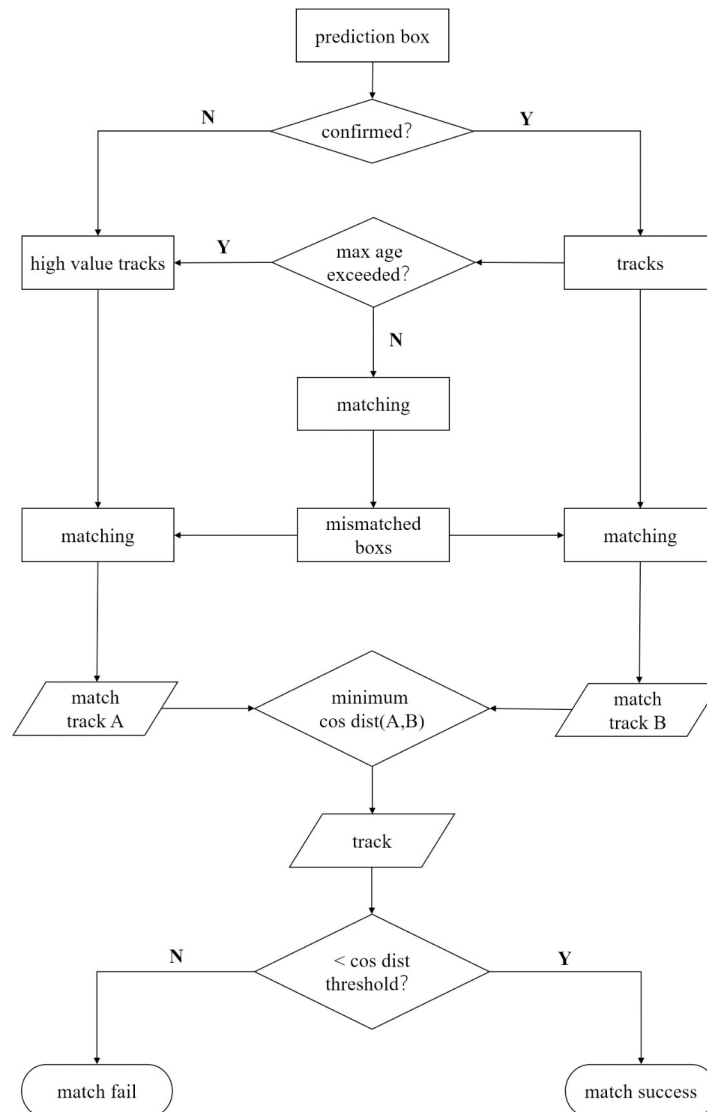 prediction box
N
confirmed?
Y
high value tracks
Y
max age
exceeded?
tracks
N
matching
matching
mismatched
boxs
matching
match
track A
minimum
cos dist(A,B)
match
track B
track
N
< cos dist
threshold?
Y
match fail
match success